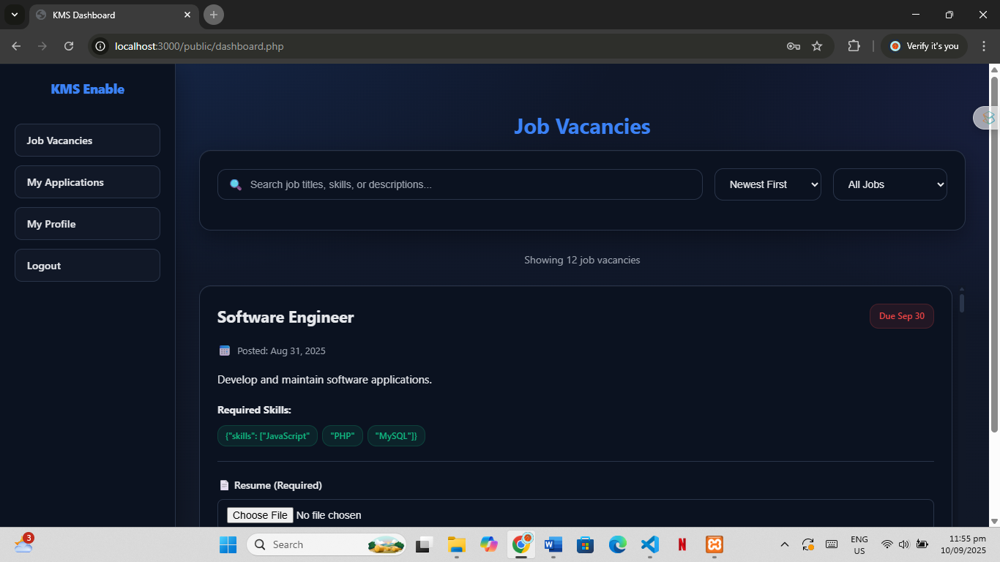 KMS Dashboard
localhost:3000/public/dashboard.php
Verify it's you
KMS Enable
Job Vacancies
My Applications
My Profile
Logout
Job Vacancies
Search job titles, skills, or descriptions...
Newest First
All Jobs
Showing 12 job vacancies
Software Engineer
Due Sep 30
Posted: Aug 31, 2025
Develop and maintain software applications.
Required Skills:
{"skills": ["JavaScript" "PHP" "MySQL"]}
Resume (Required)
Choose File No file chosen
3
Search
W
N
ENG
US
11:55 pm
10/09/2025